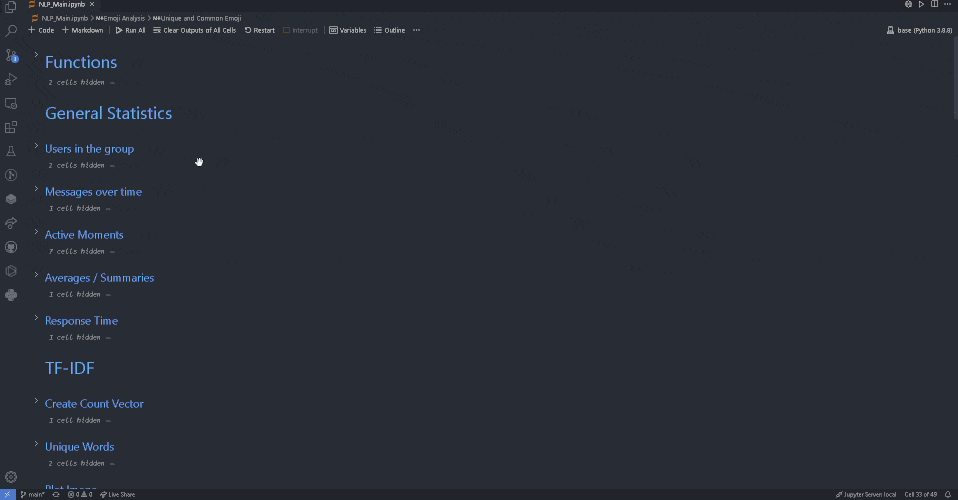 NLP_Main.ipynb ×
NLP_Main.ipynb > M↓Emoji Analysis > M↓Unique and Common Emoji
+ Code + Markdown Run All Clear Outputs of All Cells Restart Interrupt Variables Outline ··· base (Python 3.8.8)
Functions
2 cells hidden ···
General Statistics
Users in the group
2 cells hidden ···
Messages over time
1 cell hidden ···
Active Moments
7 cells hidden ···
Averages / Summaries
1 cell hidden ···
Response Time
1 cell hidden ···
TF-IDF
Create Count Vector
1 cell hidden ···
Unique Words
2 cells hidden ···
Plot Image
main* 0 0 Live Share Jupyter Server: local Cell 33 of 49